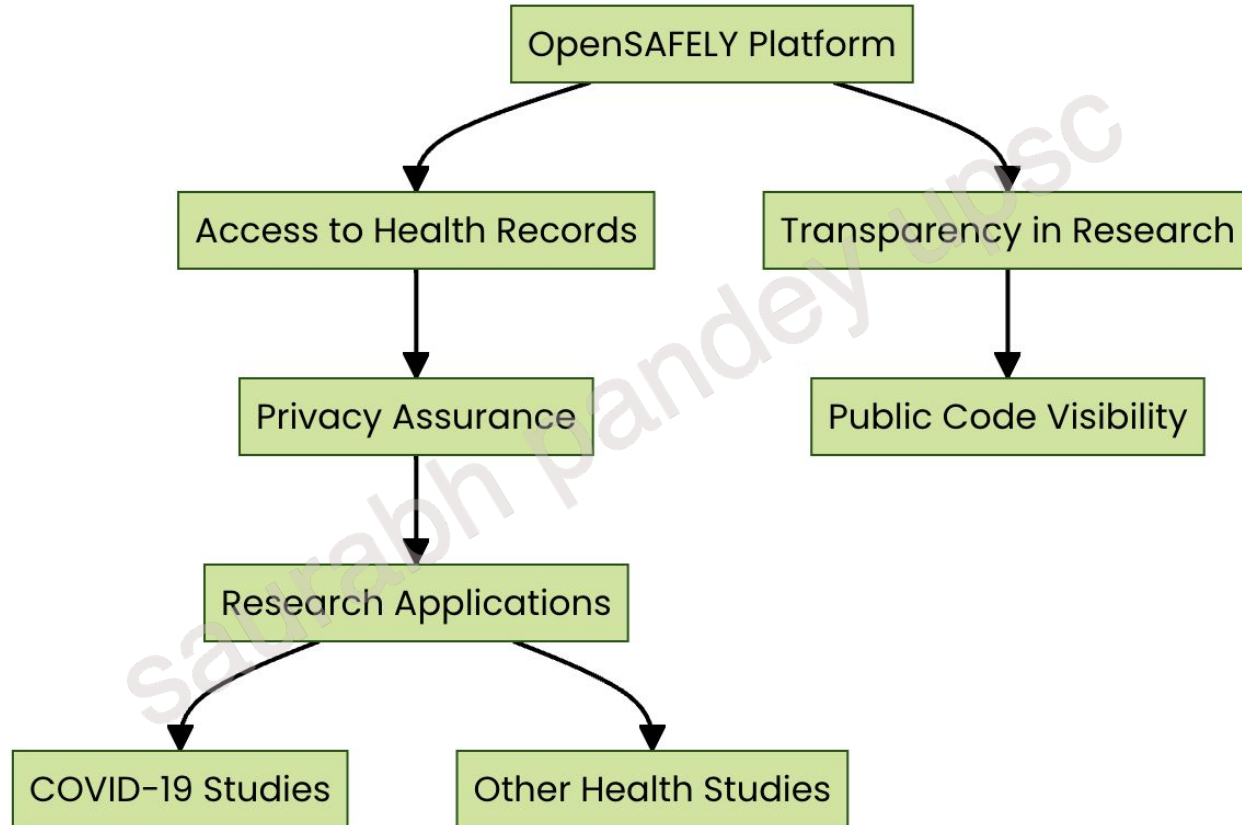 OpenSAFELY Platform
Access to Health Records
Transparency in Research
Privacy Assurance
Public Code Visibility
Research Applications
COVID-19 Studies
Other Health Studies
saurabh pandey upsc